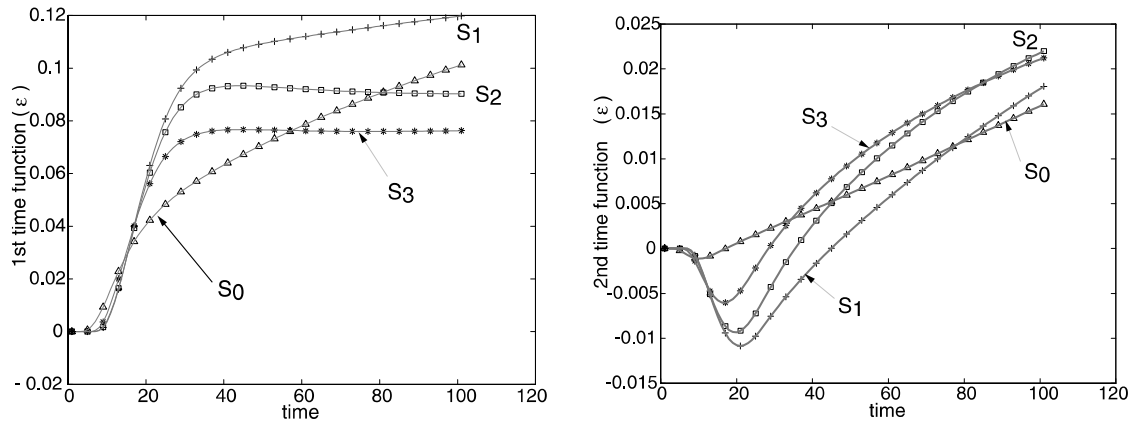 0.12
0.1
0.08
0.06
0.04
0.02
0
- 0.02
0 20 40 60 80 100 120
time
1st time function ( ε )
S1
S2
S3
S0
0.025
0.02
0.015
0.01
0.005
0
-0.005
-0.01
-0.015
0 20 40 60 80 100 120
time
2nd time function ( ε )
S2
S3
S0
S1